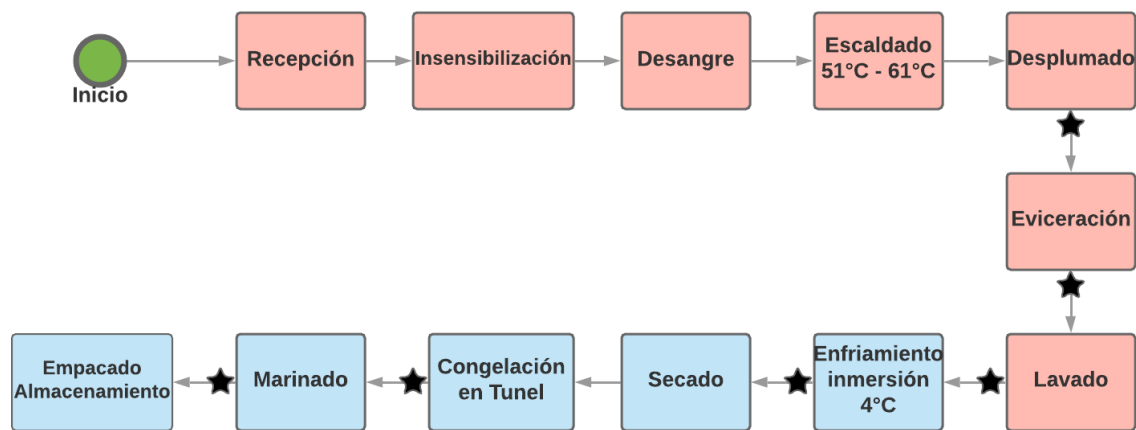 Inicio
Recepción
Insensibilización
Desangre
Escaldado
51°C - 61°C
Desplumado
Eviceración
Lavado
Enfriamiento
inmersión
4°C
Secado
Congelación
en Tunel
Marinado
Empacado
Almacenamiento